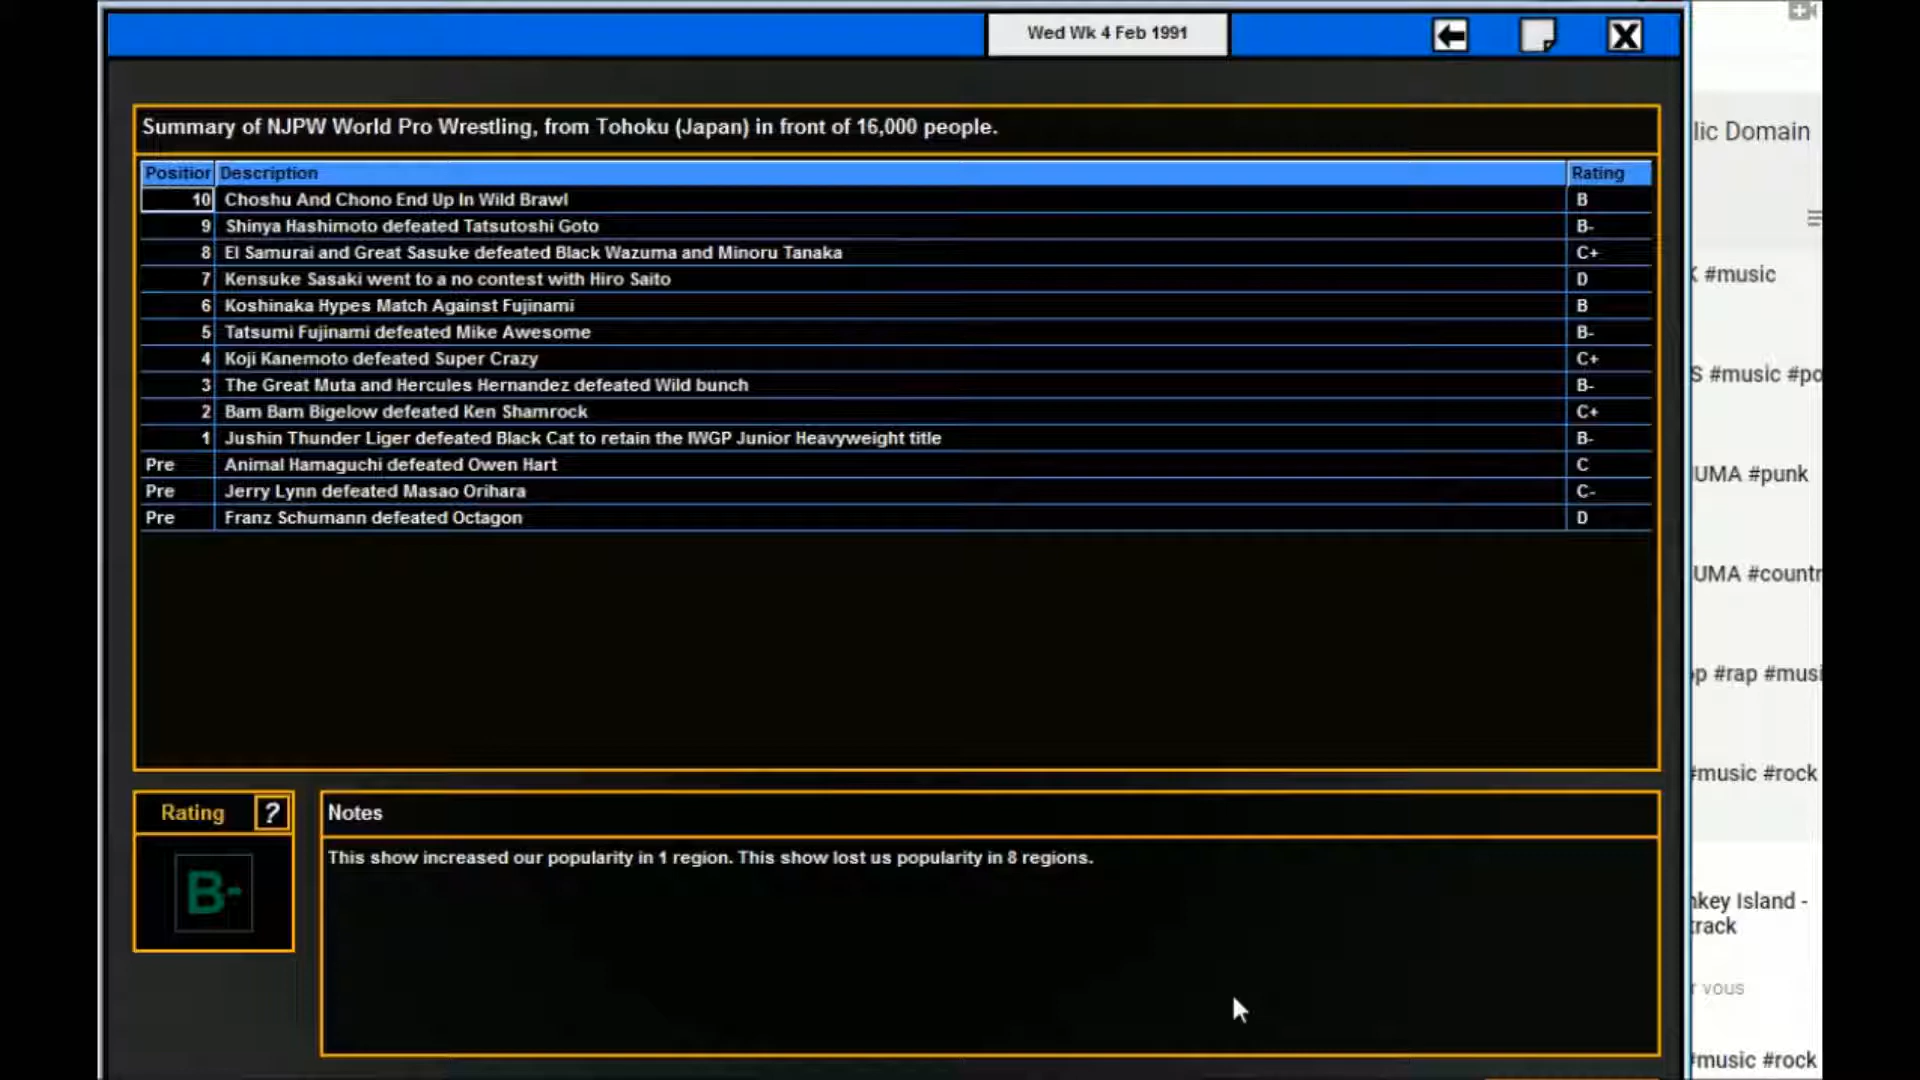 Wed Wk 4 Feb 1991
Summary of NJPW World Pro Wrestling, from Tohoku (Japan) in front of 16,000 people.
Position Description Rating
10 Choshu And Chono End Up In Wild Brawl B
9 Shinya Hashimoto defeated Tatsutoshi Goto B-
8 El Samurai and Great Sasuke defeated Black Wazuma and Minoru Tanaka C+
7 Kensuke Sasaki went to a no contest with Hiro Saito D
6 Koshinaka Hypes Match Against Fujinami B
5 Tatsumi Fujinami defeated Mike Awesome B-
4 Koji Kanemoto defeated Super Crazy C+
3 The Great Muta and Hercules Hernandez defeated Wild bunch B-
2 Bam Bam Bigelow defeated Ken Shamrock C+
1 Jushin Thunder Liger defeated Black Cat to retain the IWGP Junior Heavyweight title B-
Pre Animal Hamaguchi defeated Owen Hart C
Pre Jerry Lynn defeated Masao Orihara C-
Pre Franz Schumann defeated Octagon D
Rating ?
B-
Notes
This show increased our popularity in 1 region. This show lost us popularity in 8 regions.
lic Domain
#music
#music #po
UMA #punk
UMA #countr
#rap #musi
#music #rock
nkey Island -
track
vous
#music #rock